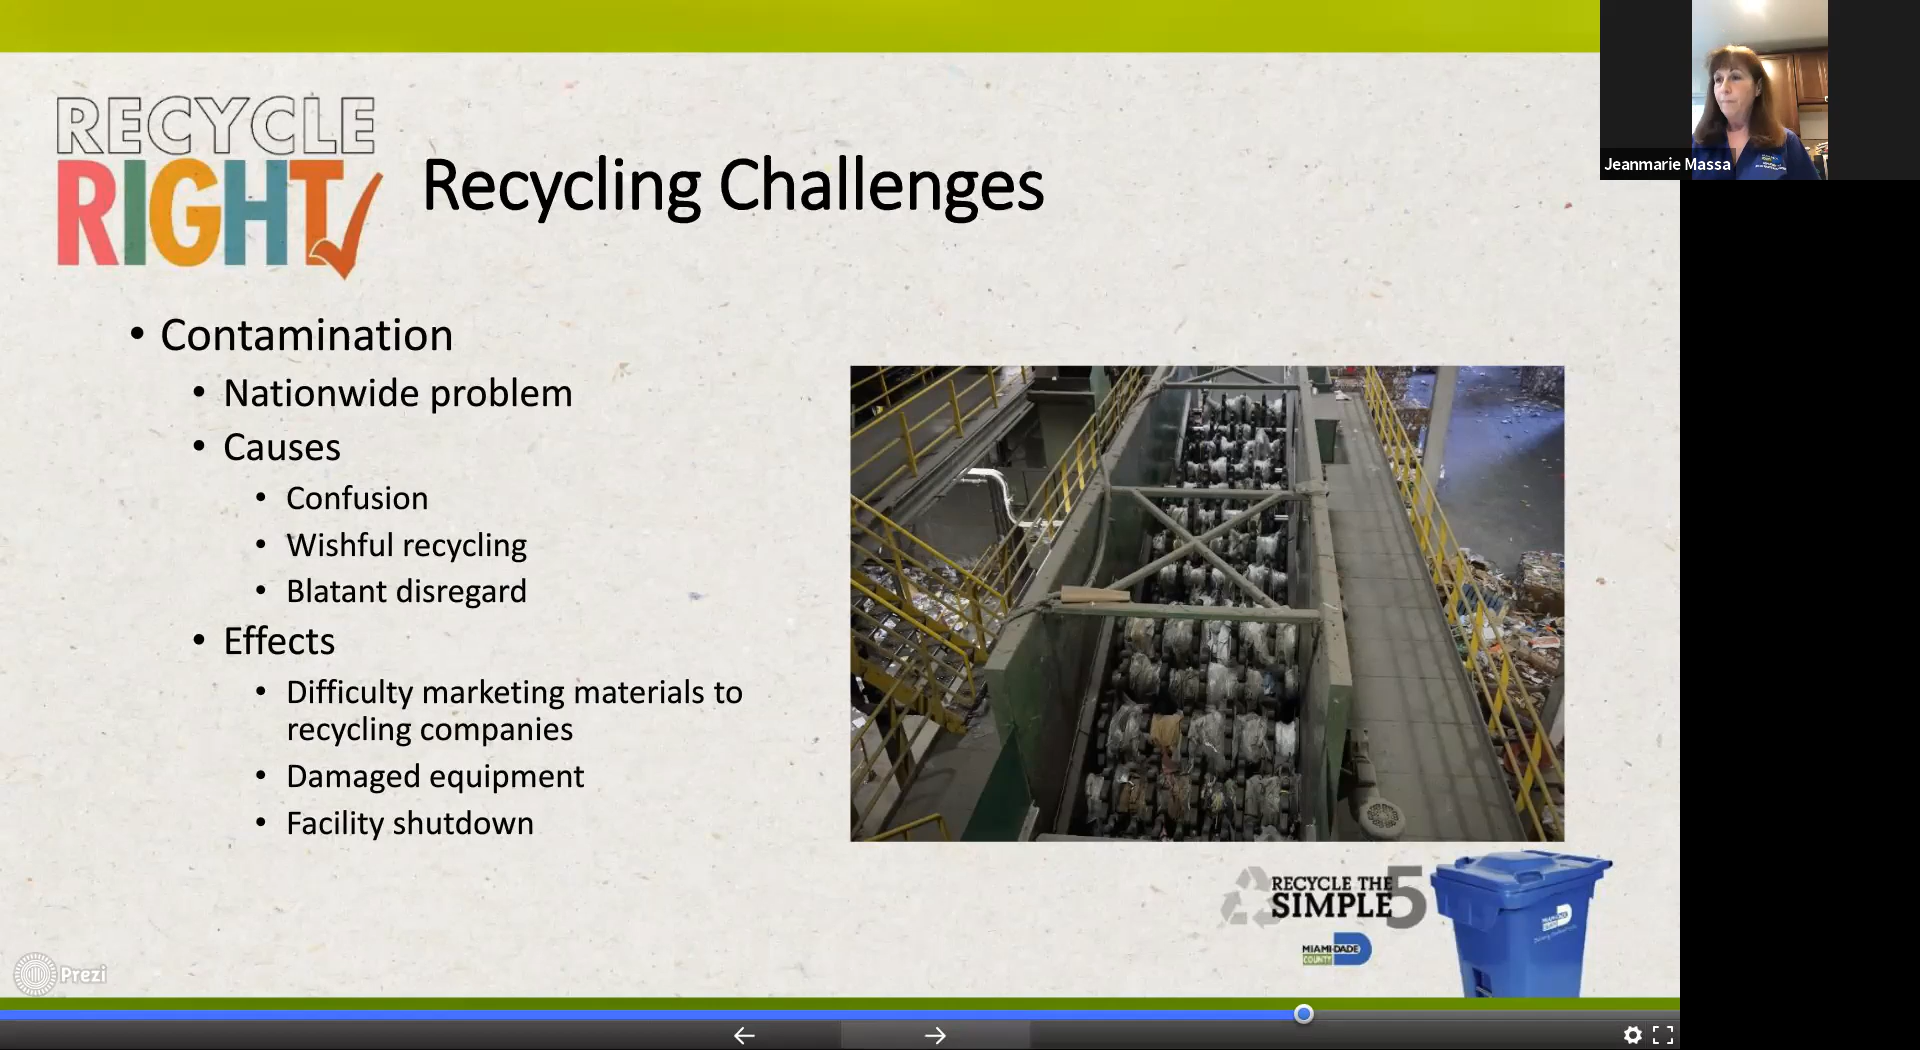 RECYCLE
RIGHT
Recycling Challenges
Jeanmarie Massa
• Contamination
• Nationwide problem
• Causes
• Confusion
• Wishful recycling
• Blatant disregard
• Effects
• Difficulty marketing materials to
recycling companies
• Damaged equipment
• Facility shutdown
RECYCLE THE
SIMPLE 5
MIAMI-DADE
COUNTY
Prezi